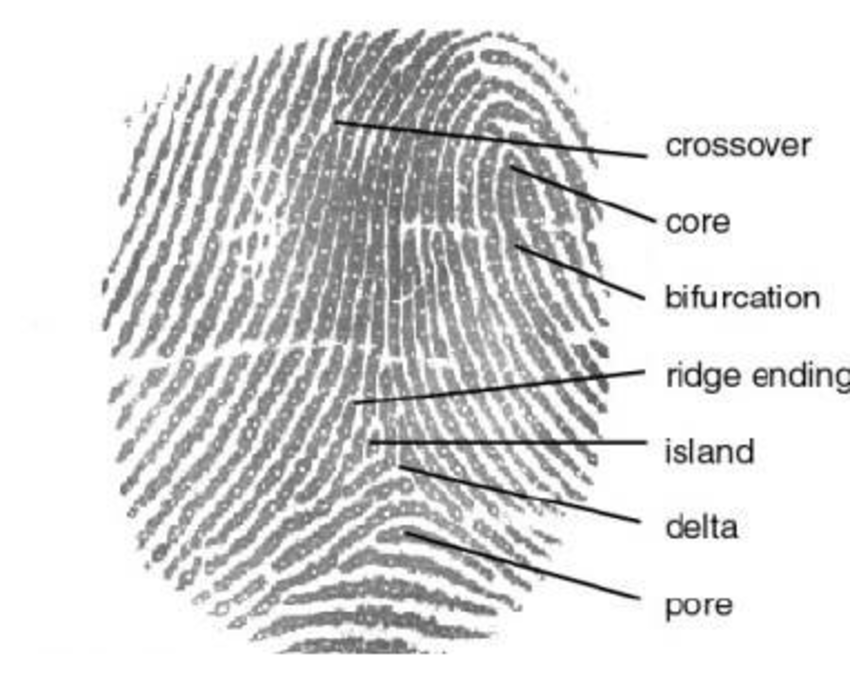 crossover
core
bifurcation
ridge ending
island
delta
pore